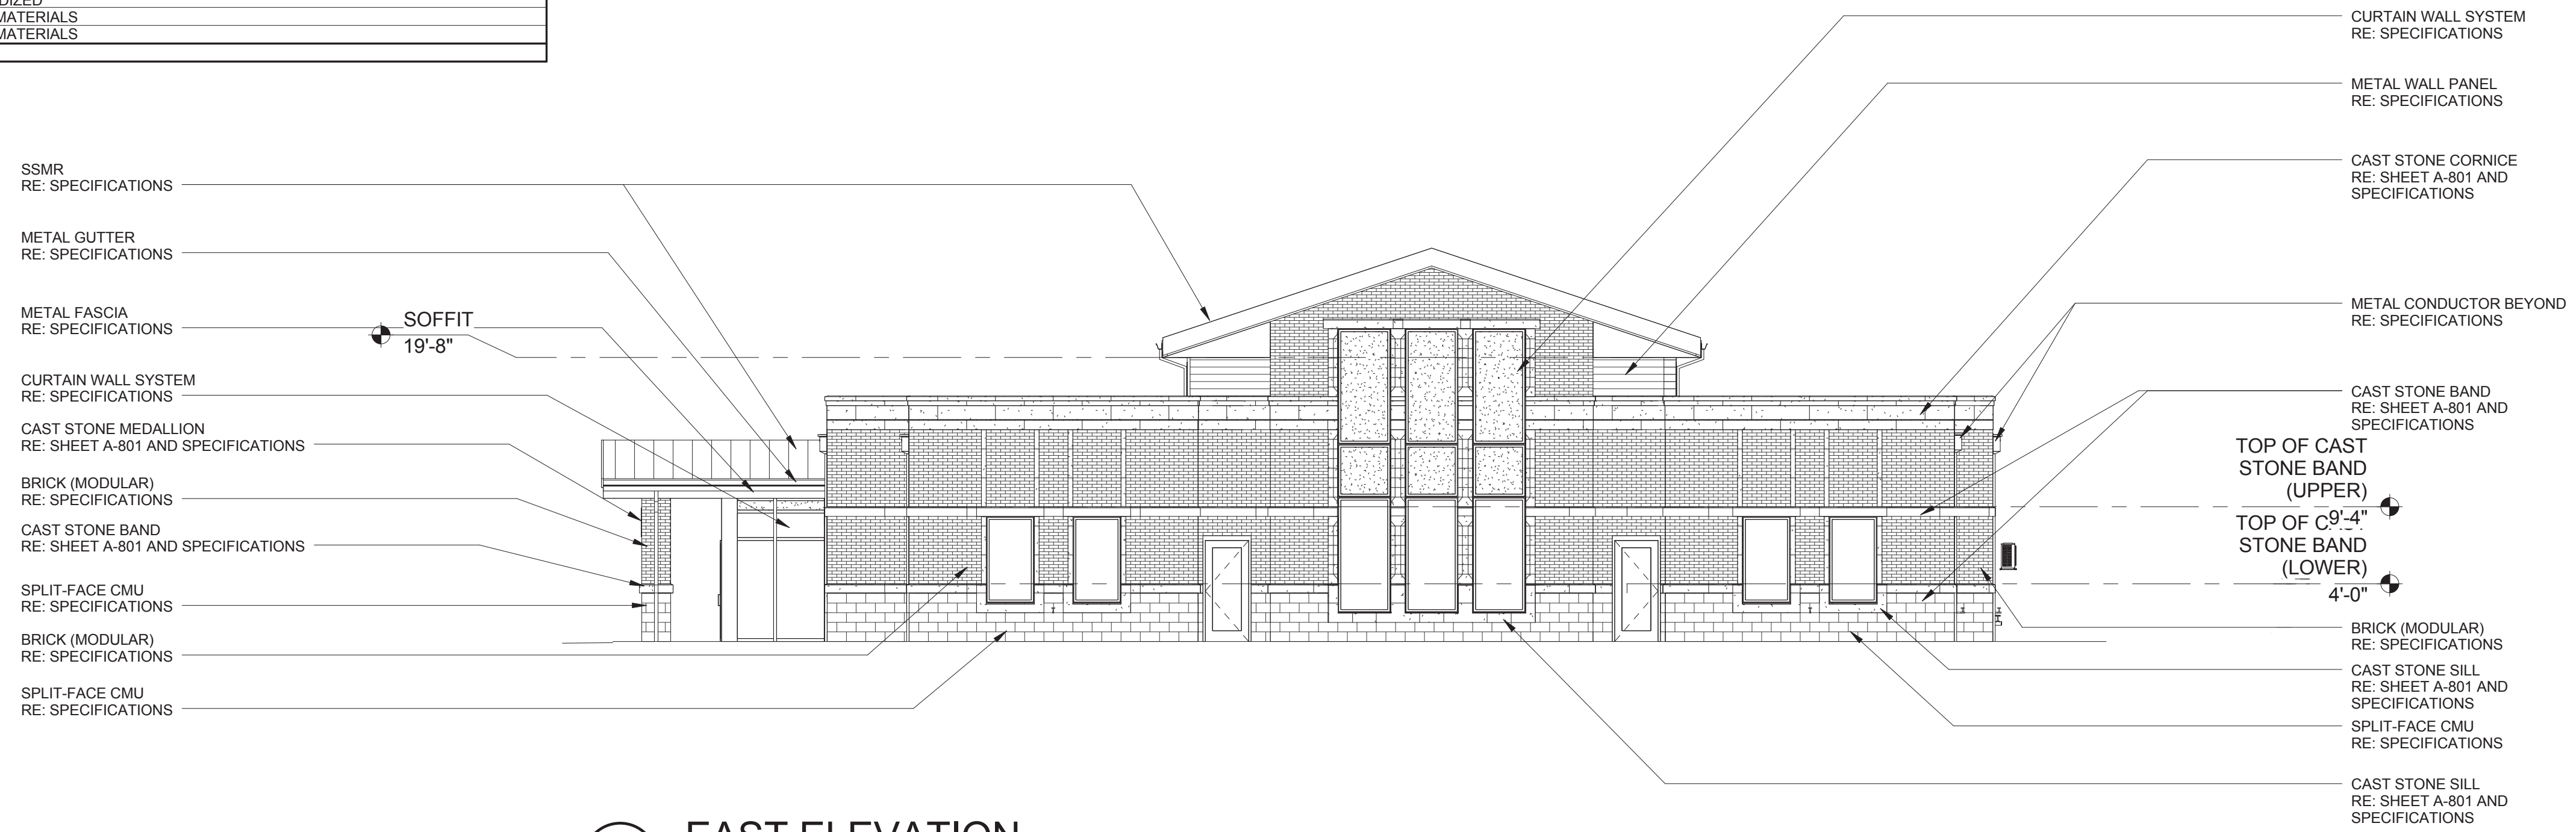 DIZED
MATERIALS
MATERIALS
SSMR
RE: SPECIFICATIONS
METAL GUTTER
RE: SPECIFICATIONS
METAL FASCIA
RE: SPECIFICATIONS
SOFFIT
19'-8"
CURTAIN WALL SYSTEM
RE: SPECIFICATIONS
CAST STONE MEDALLION
RE: SHEET A-801 AND SPECIFICATIONS
BRICK (MODULAR)
RE: SPECIFICATIONS
CAST STONE BAND
RE: SHEET A-801 AND SPECIFICATIONS
SPLIT-FACE CMU
RE: SPECIFICATIONS
BRICK (MODULAR)
RE: SPECIFICATIONS
SPLIT-FACE CMU
RE: SPECIFICATIONS
CURTAIN WALL SYSTEM
RE: SPECIFICATIONS
METAL WALL PANEL
RE: SPECIFICATIONS
CAST STONE CORNICE
RE: SHEET A-801 AND
SPECIFICATIONS
METAL CONDUCTOR BEYOND
RE: SPECIFICATIONS
CAST STONE BAND
RE: SHEET A-801 AND
SPECIFICATIONS
TOP OF CAST
STONE BAND
(UPPER)
9'-4"
TOP OF CAST
STONE BAND
(LOWER)
4'-0"
BRICK (MODULAR)
RE: SPECIFICATIONS
CAST STONE SILL
RE: SHEET A-801 AND
SPECIFICATIONS
SPLIT-FACE CMU
RE: SPECIFICATIONS
CAST STONE SILL
RE: SHEET A-801 AND
SPECIFICATIONS
EAST ELEVATION